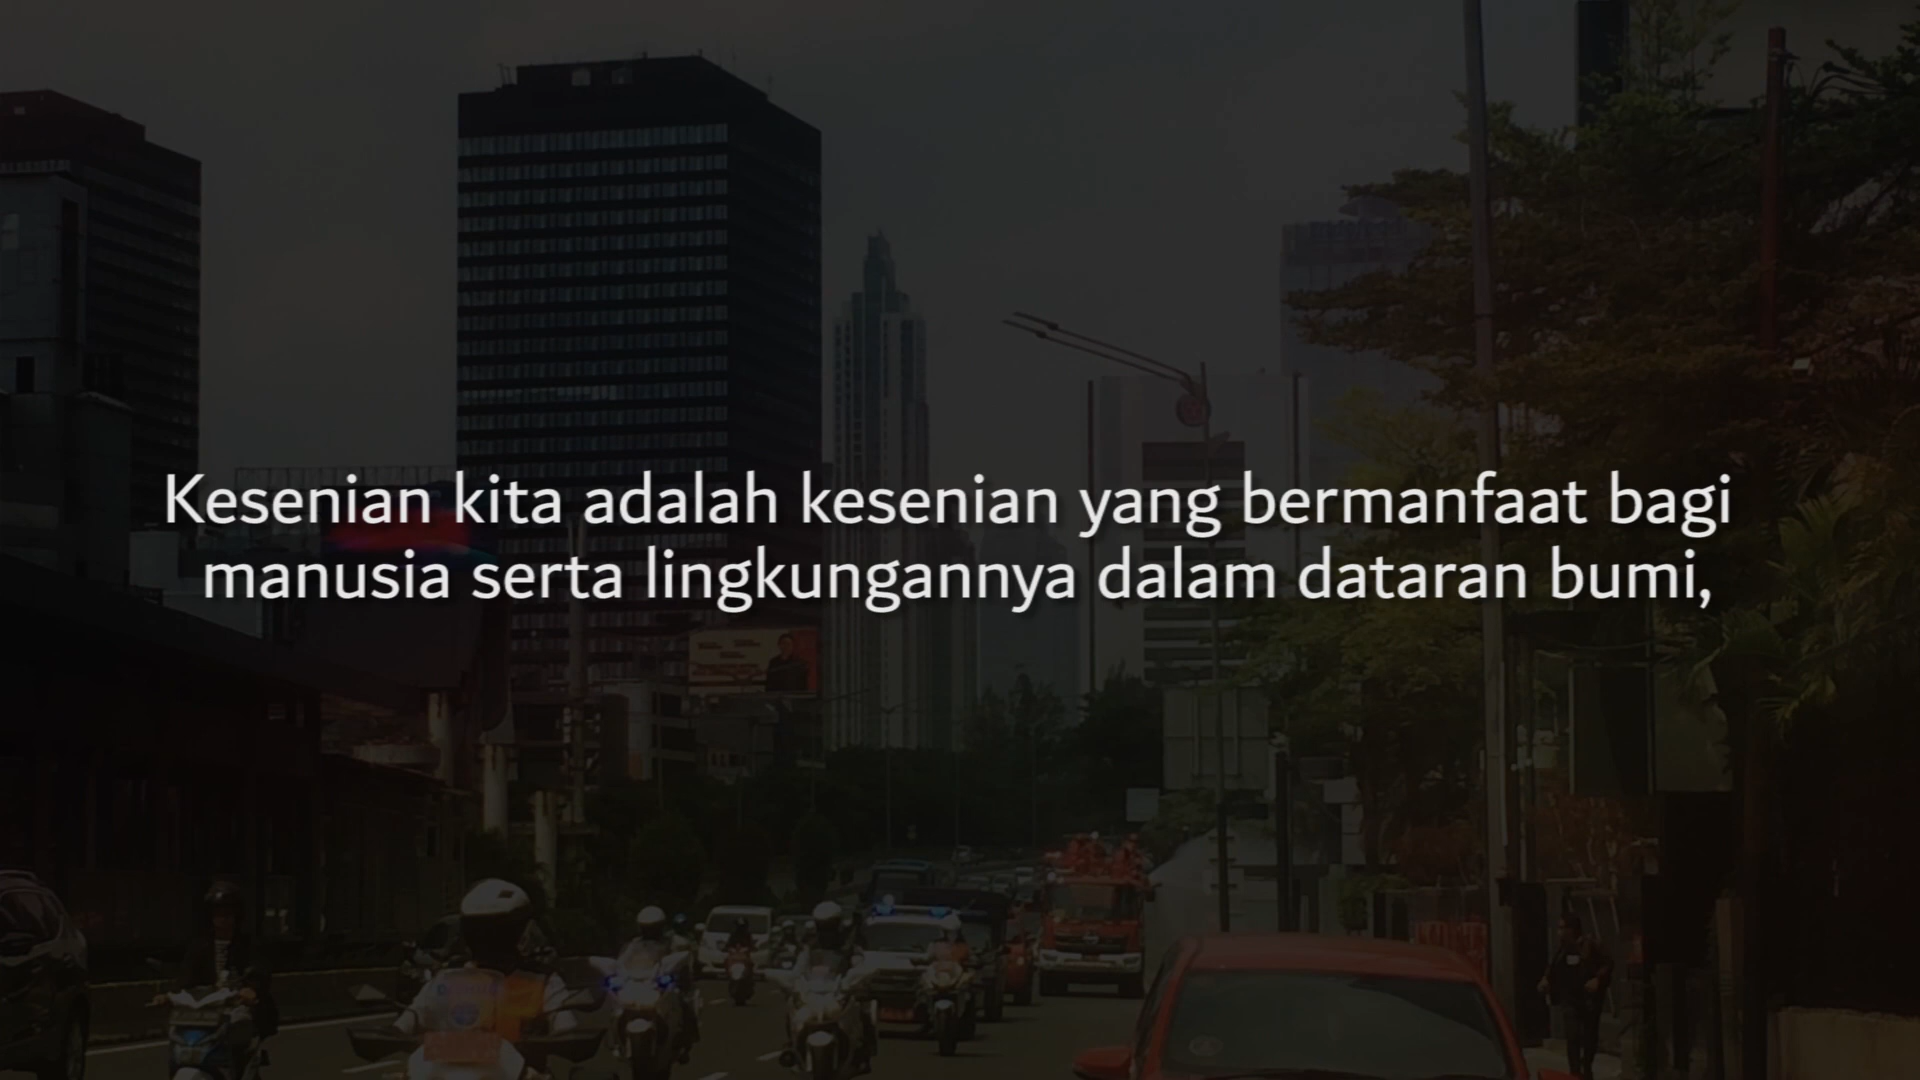 Kesenian kita adalah kesenian yang bermanfaat bagi
manusia serta lingkungannya dalam dataran bumi,